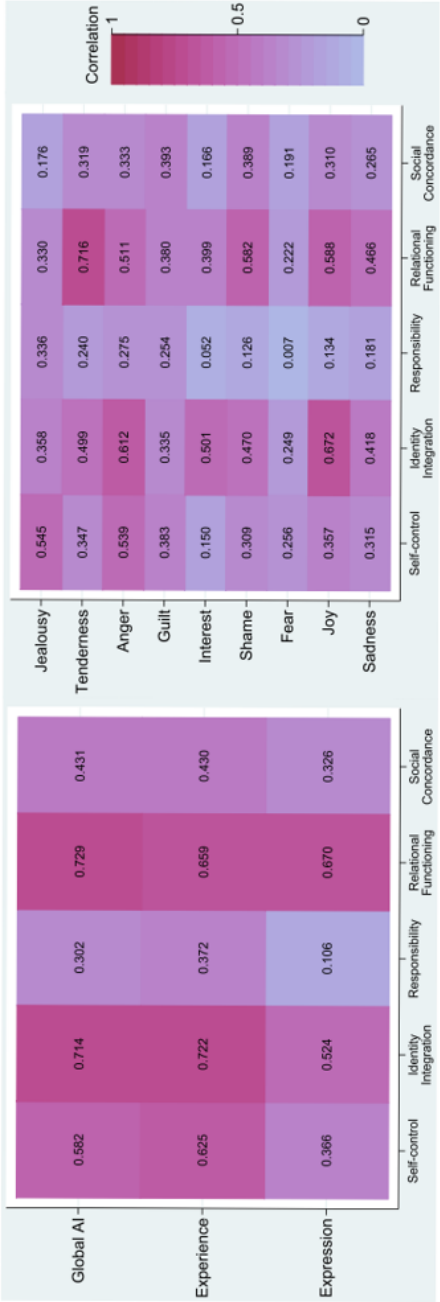 Global AI
0.582 0.714 0.302 0.729 0.431
Experience
0.625 0.722 0.372 0.659 0.430
Expression
0.366 0.524 0.106 0.670 0.326
Self-control
Identity
Integration
Responsibility
Relational
Functioning
Social
Concordance
Jealousy
0.545 0.358 0.336 0.330 0.176
Tenderness
0.347 0.499 0.240 0.716 0.319
Anger
0.539 0.612 0.275 0.511 0.333
Guilt
0.383 0.335 0.254 0.380 0.393
Interest
0.150 0.501 0.052 0.399 0.166
Shame
0.309 0.470 0.126 0.582 0.389
Fear
0.256 0.249 0.007 0.222 0.191
Joy
0.357 0.672 0.134 0.588 0.310
Sadness
0.315 0.418 0.181 0.466 0.265
Self-control
Identity
Integration
Responsibility
Relational
Functioning
Social
Concordance
Correlation
1
0.5
0